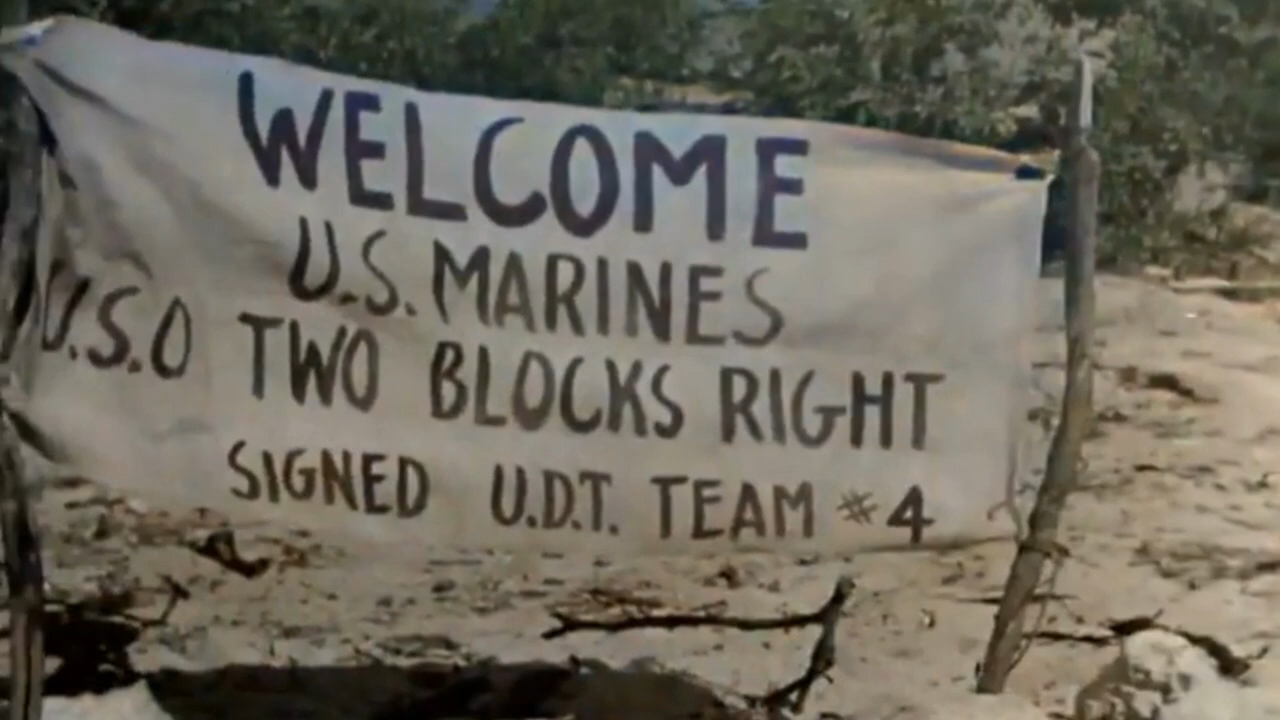 WELCOME
U.S. MARINES
U.S.O TWO BLOCKS RIGHT
SIGNED U.D.T. TEAM #4